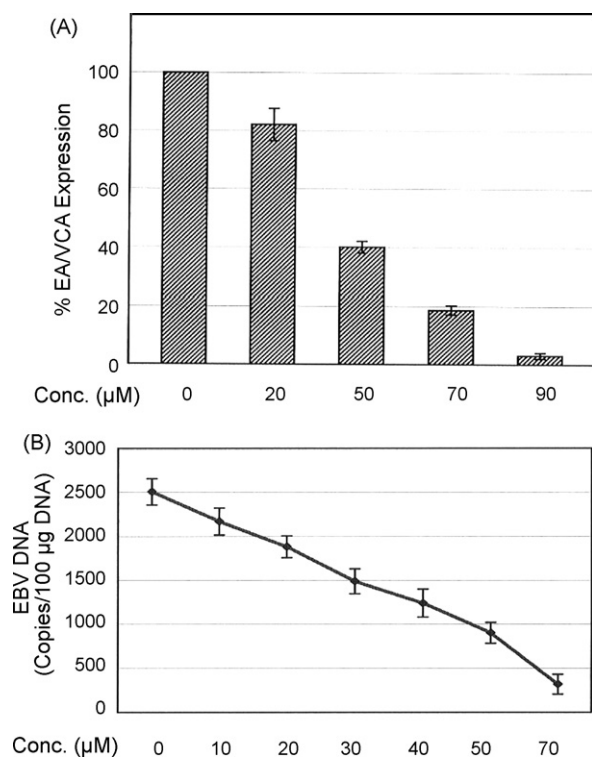 (A)
% EA/VCA Expression
100
80
60
40
20
0
Conc. (µM) 0 20 50 70 90
(B)
EBV DNA
(Copies/100 µg DNA)
3000
2500
2000
1500
1000
500
0
Conc. (µM) 0 10 20 30 40 50 70